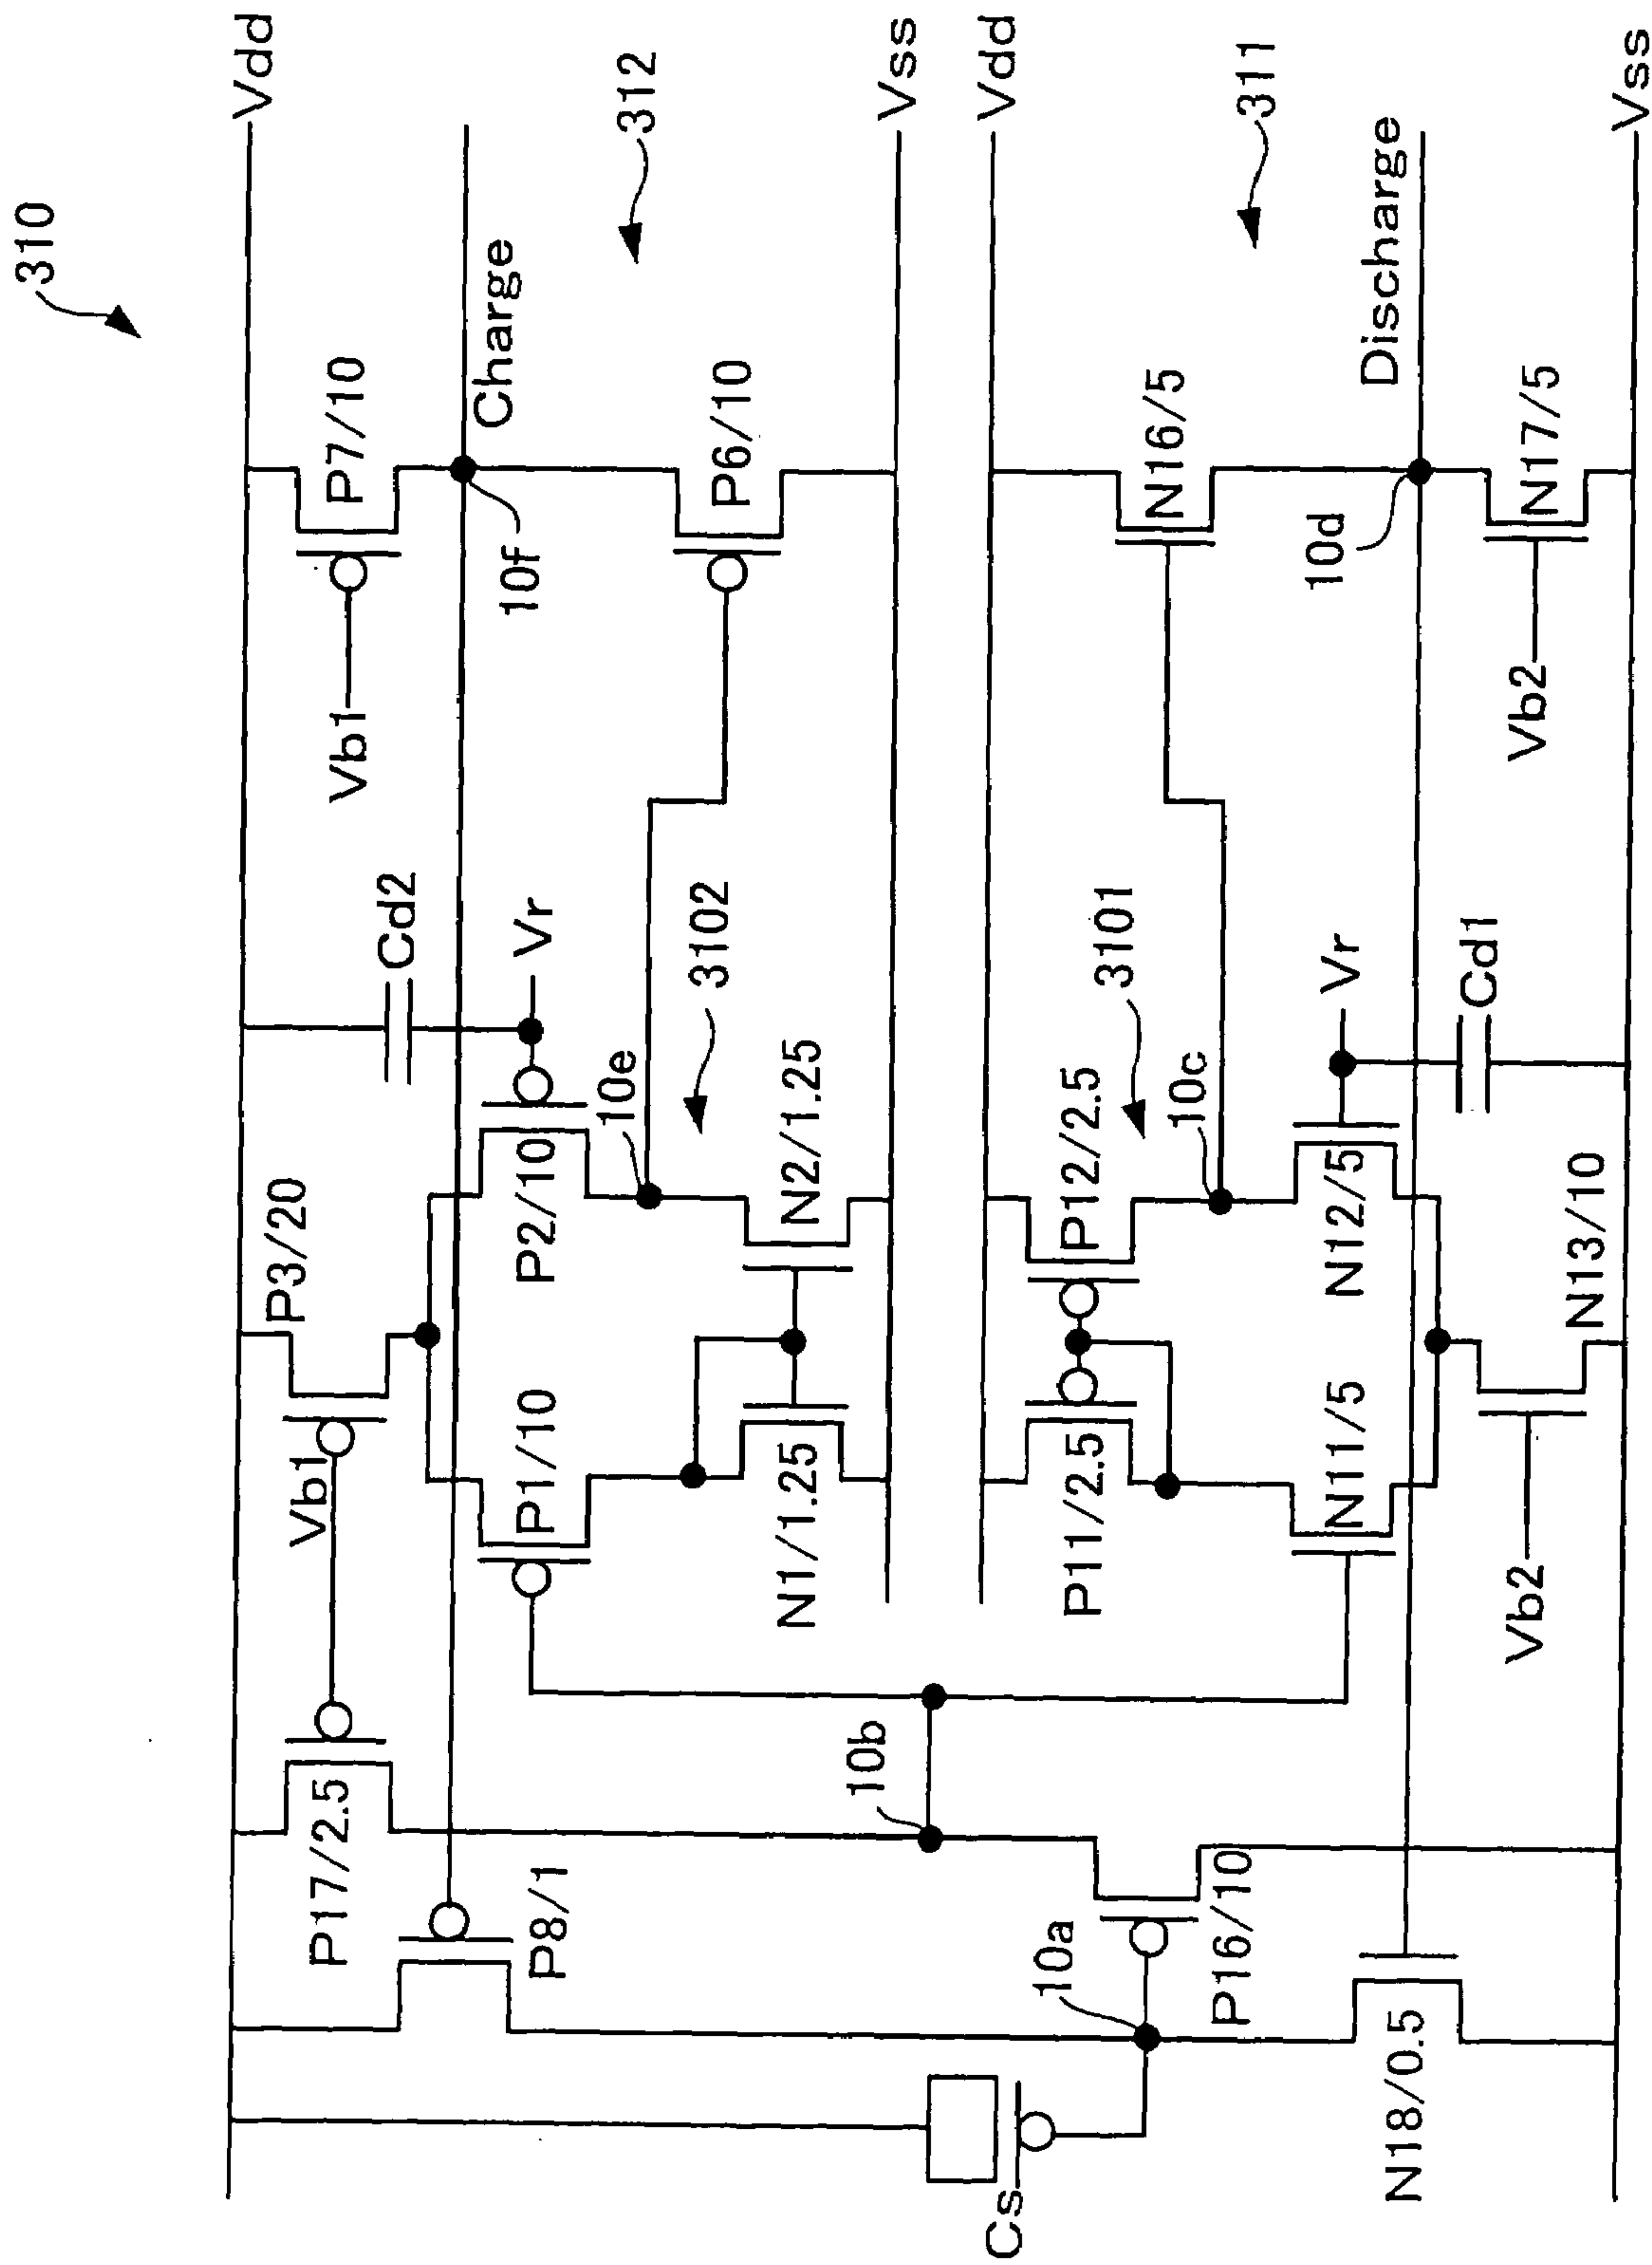 310
Vdd
312
Vss
Vdd
311
Vss
Charge
Discharge
P7/10
10f
Vb1
P6/10
N16/5
10d
N17/5
Vb2
Cd2
Vr
3102
3101
Vr
Cd1
P3/20
P2/10
10e
N2/1.25
P12/2.5
10c
N12/5
N13/10
Vb1
P1/10
N1/1.25
P11/2.5
N11/5
Vb2
P17/2.5
P8/1
10b
10a
P16/10
N18/0.5
Cs